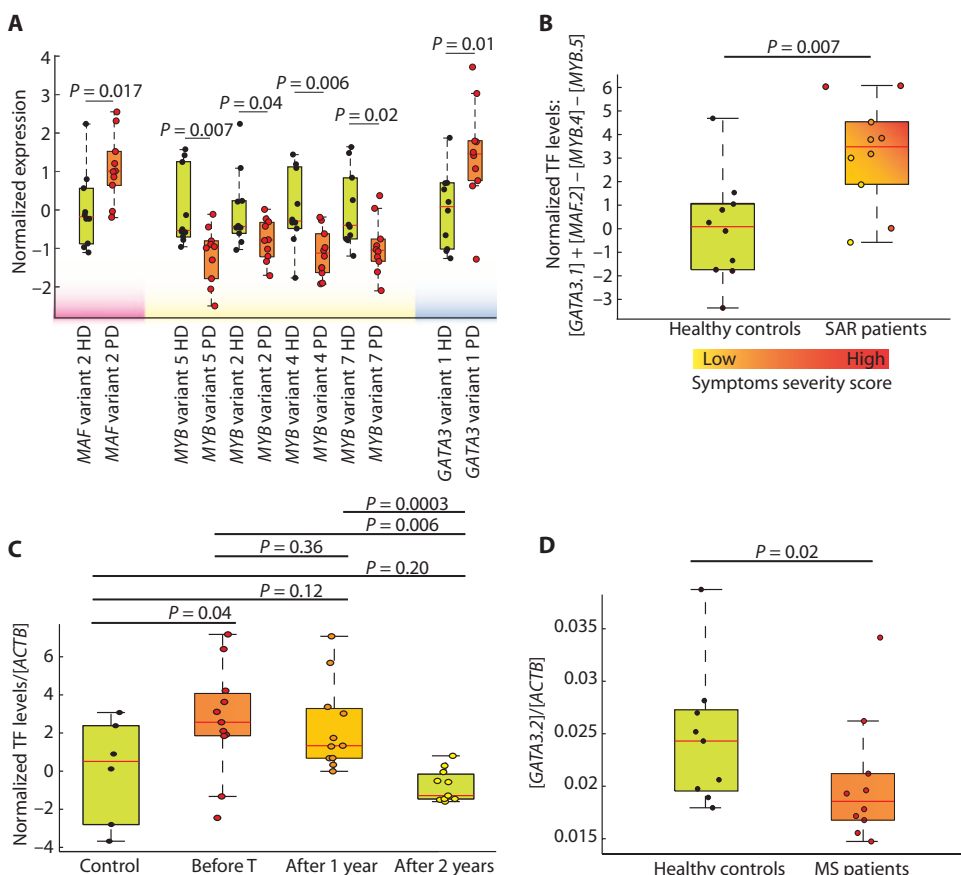 A
P = 0.017
P = 0.007
P = 0.04
P = 0.006
P = 0.02
P = 0.01
Normalized expression
4
3
2
1
0
−1
−2
MAF variant 2 HD
MAF variant 2 PD
MYB variant 5 HD
MYB variant 5 PD
MYB variant 2 HD
MYB variant 2 PD
MYB variant 4 HD
MYB variant 4 PD
MYB variant 7 HD
MYB variant 7 PD
GATA3 variant 1 HD
GATA3 variant 1 PD
B
P = 0.007
Normalized TF levels:
[GATA3.1] + [MAF.2] − [MYB.4] − [MYB.5]
6
5
4
3
2
1
0
−1
−2
−3
Healthy controls
SAR patients
Low
High
Symptoms severity score
C
P = 0.0003
P = 0.006
P = 0.36
P = 0.20
P = 0.12
P = 0.04
Normalized TF levels/[ACTB]
6
4
2
0
−2
−4
Control
Before T
After 1 year
After 2 years
D
P = 0.02
[GATA3.2]/[ACTB]
0.035
0.03
0.025
0.02
0.015
Healthy controls
MS patients